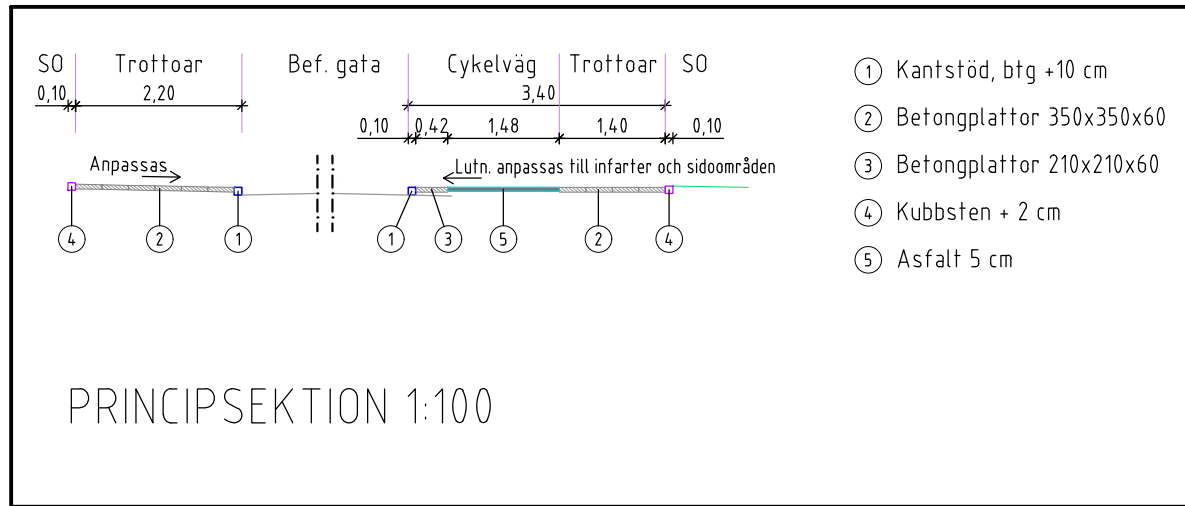 SO Trottoar Bef. gata Cykelväg Trottoar SO
0,10 2,20 3,40
0,10 0,42 1,48 1,40 0,10
Anpassas
Lutn. anpassas till infarter och sidoområden
4 2 1 1 3 5 2 4
1 Kantstöd, btg +10 cm
2 Betongplattor 350x350x60
3 Betongplattor 210x210x60
4 Kubbsten + 2 cm
5 Asfalt 5 cm
PRINCIPSEKTION 1:100